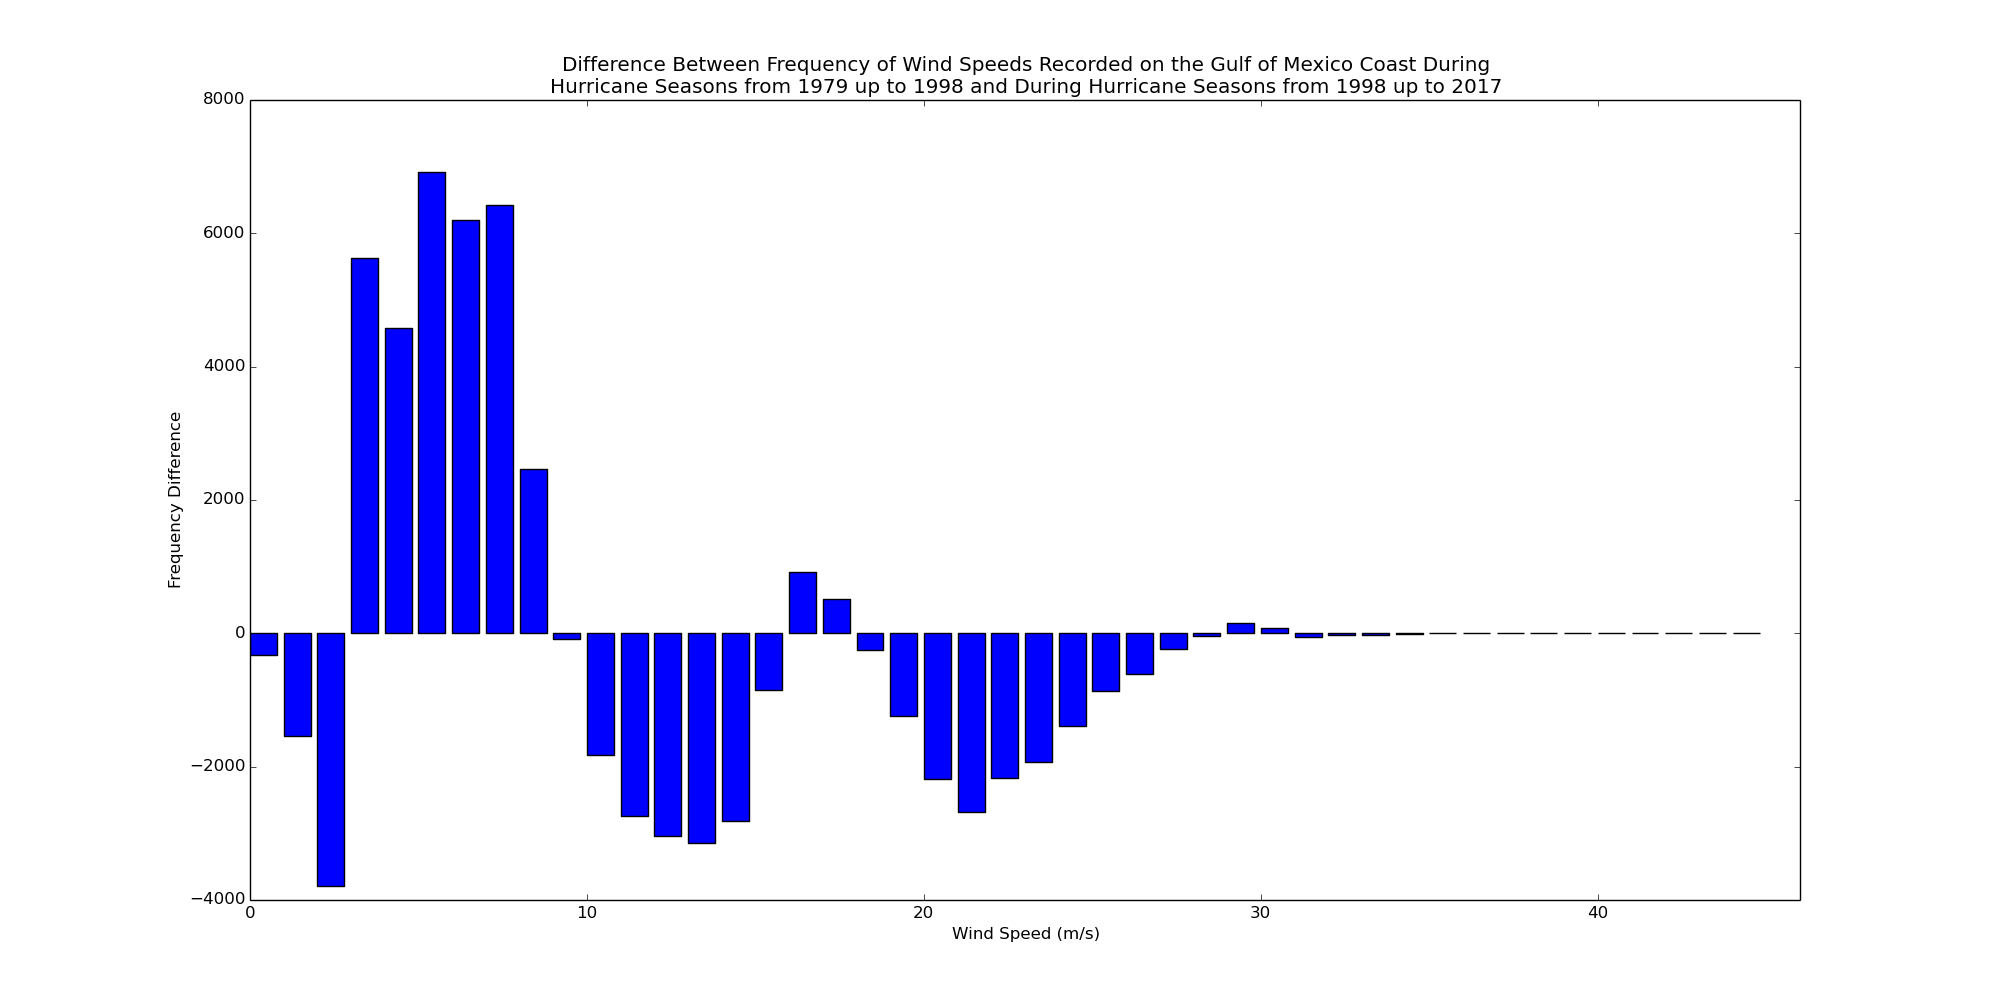 Difference Between Frequency of Wind Speeds Recorded on the Gulf of Mexico Coast During
Hurricane Seasons from 1979 up to 1998 and During Hurricane Seasons from 1998 up to 2017
8000
6000
4000
2000
0
−2000
−4000
Frequency Difference
0 10 20 30 40
Wind Speed (m/s)